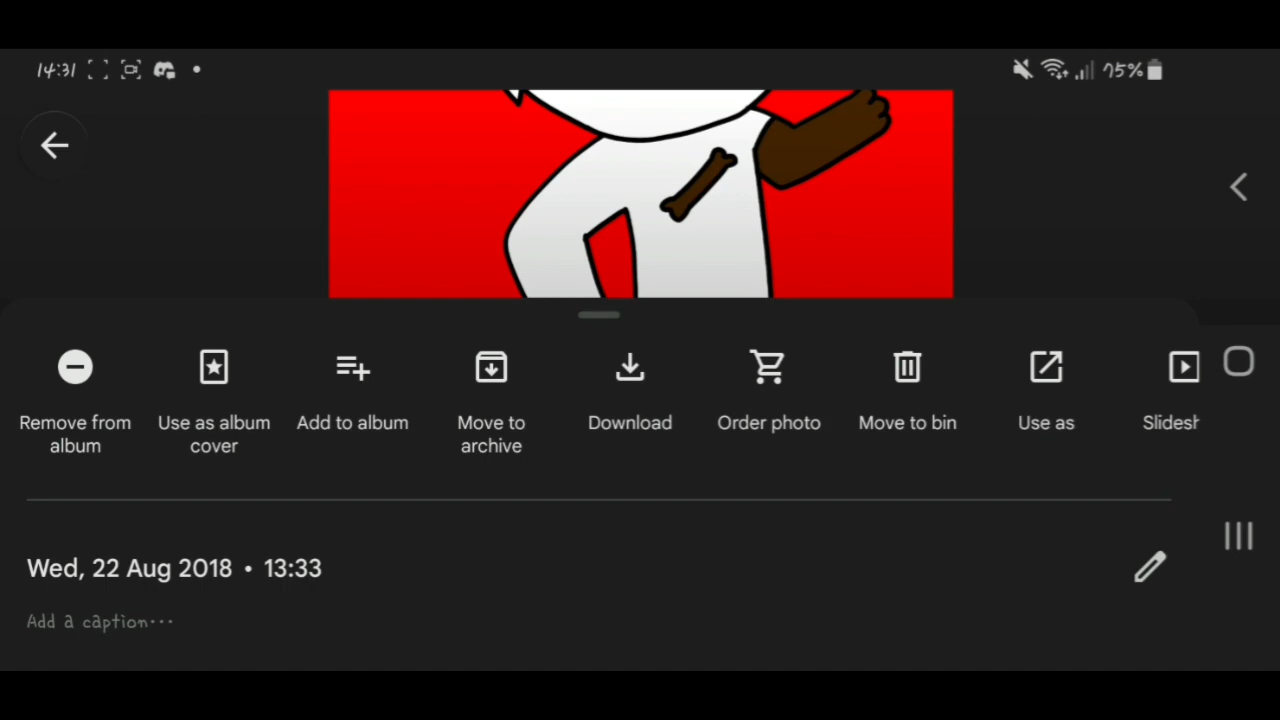 14:31
75%
Remove from
album
Use as album
cover
Add to album
Move to
archive
Download
Order photo
Move to bin
Use as
Slidesh
Wed, 22 Aug 2018 • 13:33
Add a caption...